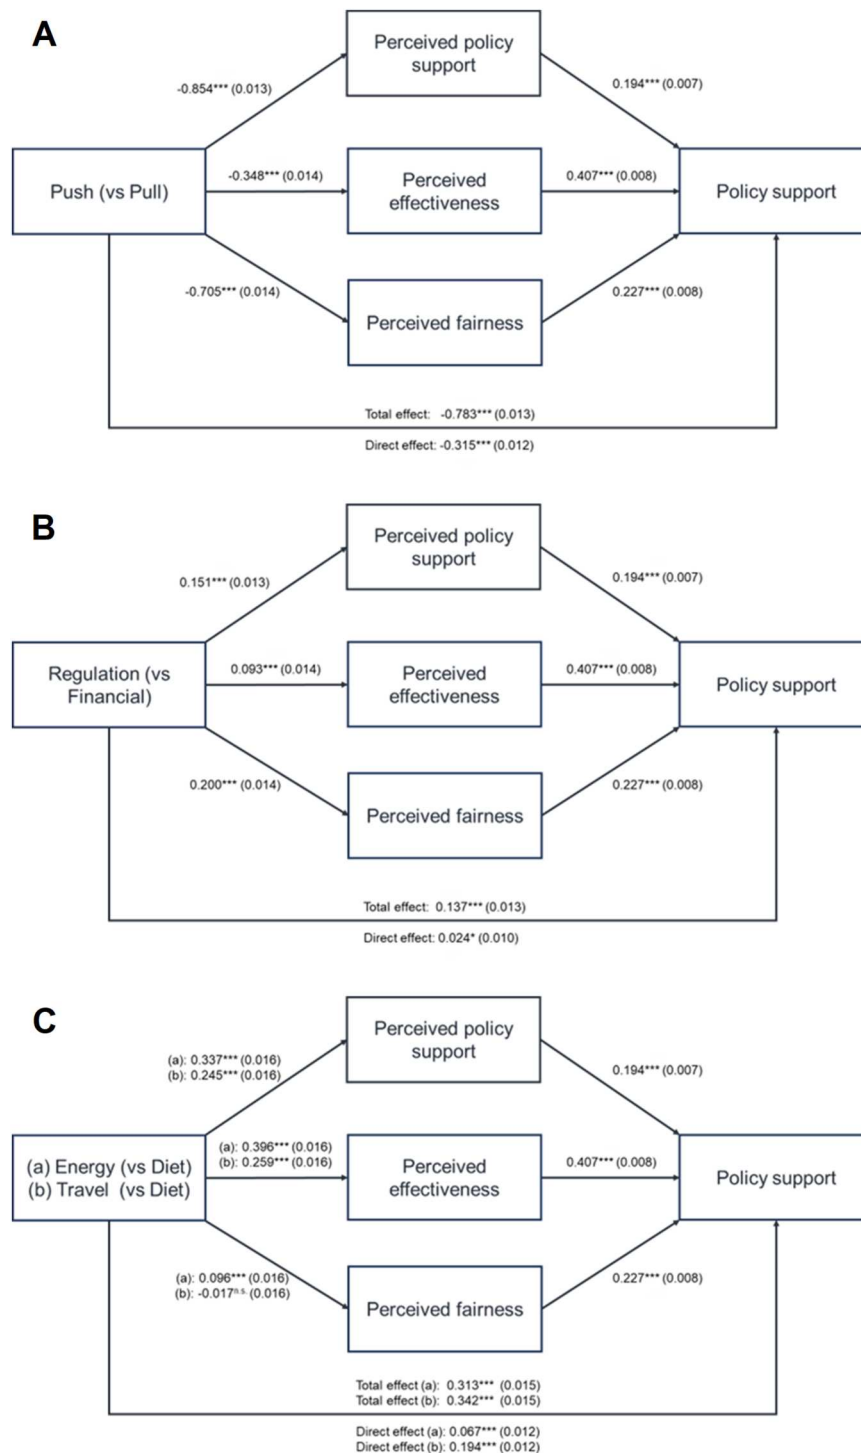 A
Perceived policy
support
-0.854*** (0.013)
0.194*** (0.007)
Push (vs Pull)
-0.348*** (0.014)
Perceived
effectiveness
0.407*** (0.008)
Policy support
-0.705*** (0.014)
Perceived fairness
0.227*** (0.008)
Total effect: -0.783*** (0.013)
Direct effect: -0.315*** (0.012)
B
Perceived policy
support
0.151*** (0.013)
0.194*** (0.007)
Regulation (vs
Financial)
0.093*** (0.014)
Perceived
effectiveness
0.407*** (0.008)
Policy support
0.200*** (0.014)
Perceived fairness
0.227*** (0.008)
Total effect: 0.137*** (0.013)
Direct effect: 0.024* (0.010)
C
Perceived policy
support
(a): 0.337*** (0.016)
(b): 0.245*** (0.016)
0.194*** (0.007)
(a) Energy (vs Diet)
(b) Travel (vs Diet)
(a): 0.396*** (0.016)
(b): 0.259*** (0.016)
Perceived
effectiveness
0.407*** (0.008)
Policy support
(a): 0.096*** (0.016)
(b): -0.017n.s. (0.016)
Perceived fairness
0.227*** (0.008)
Total effect (a): 0.313*** (0.015)
Total effect (b): 0.342*** (0.015)
Direct effect (a): 0.067*** (0.012)
Direct effect (b): 0.194*** (0.012)